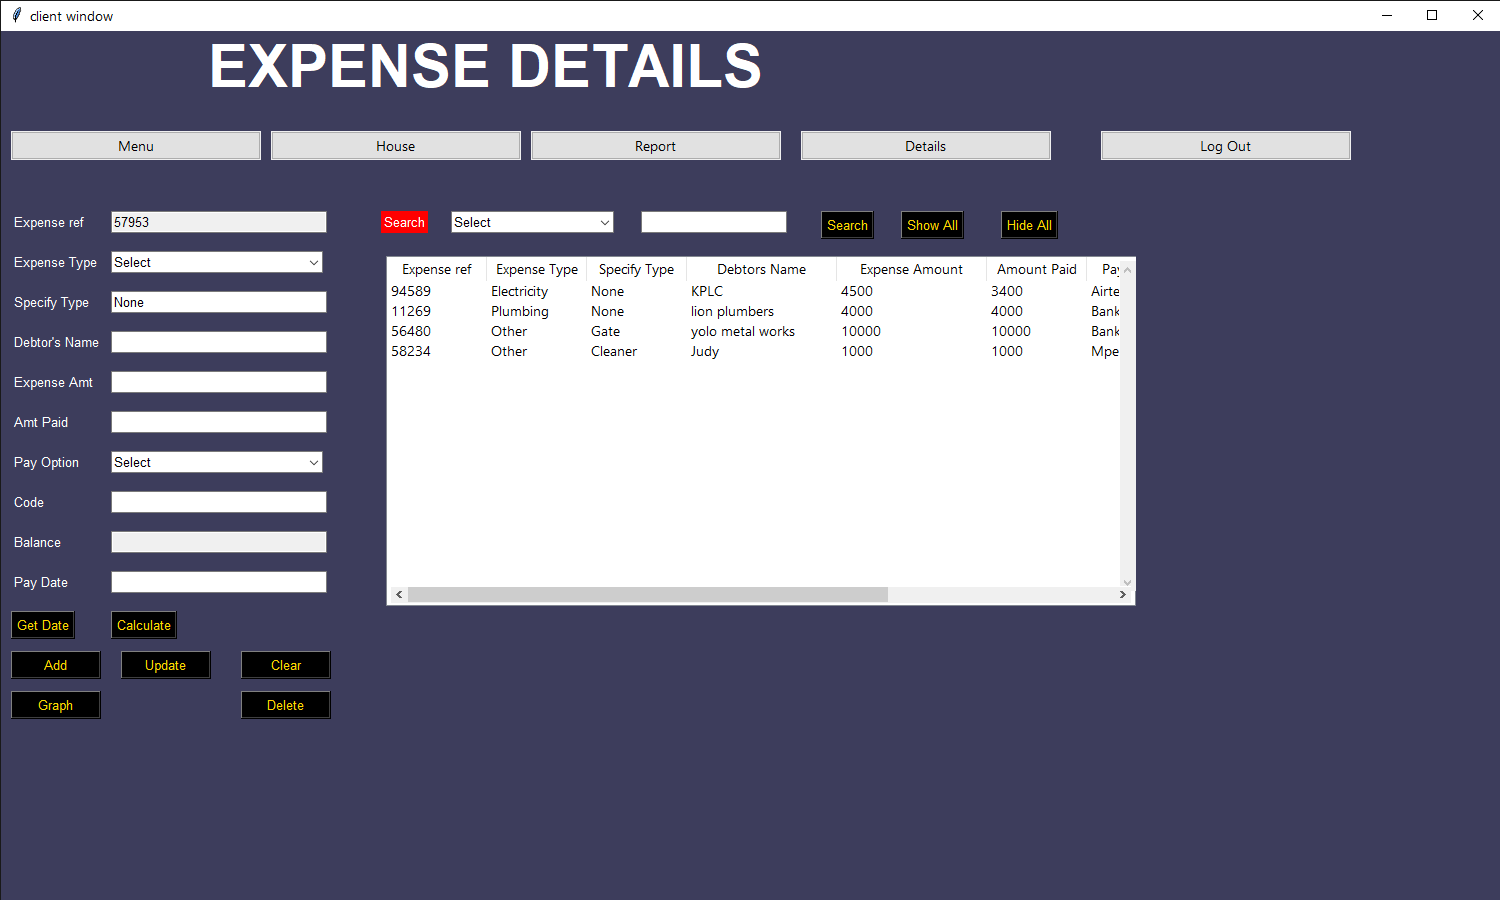 client window
EXPENSE DETAILS
Menu House Report Details Log Out
Expense ref 57953 Search Select Search Show All Hide All
Expense Type Select
Specify Type None
Debtor's Name
Expense Amt
Amt Paid
Pay Option Select
Code
Balance
Pay Date
Get Date Calculate
Add Update Clear
Graph Delete
Expense ref Expense Type Specify Type Debtors Name Expense Amount Amount Paid Pay
94589 Electricity None KPLC 4500 3400 Airte
11269 Plumbing None lion plumbers 4000 4000 Bank
56480 Other Gate yolo metal works 10000 10000 Bank
58234 Other Cleaner Judy 1000 1000 Mpe